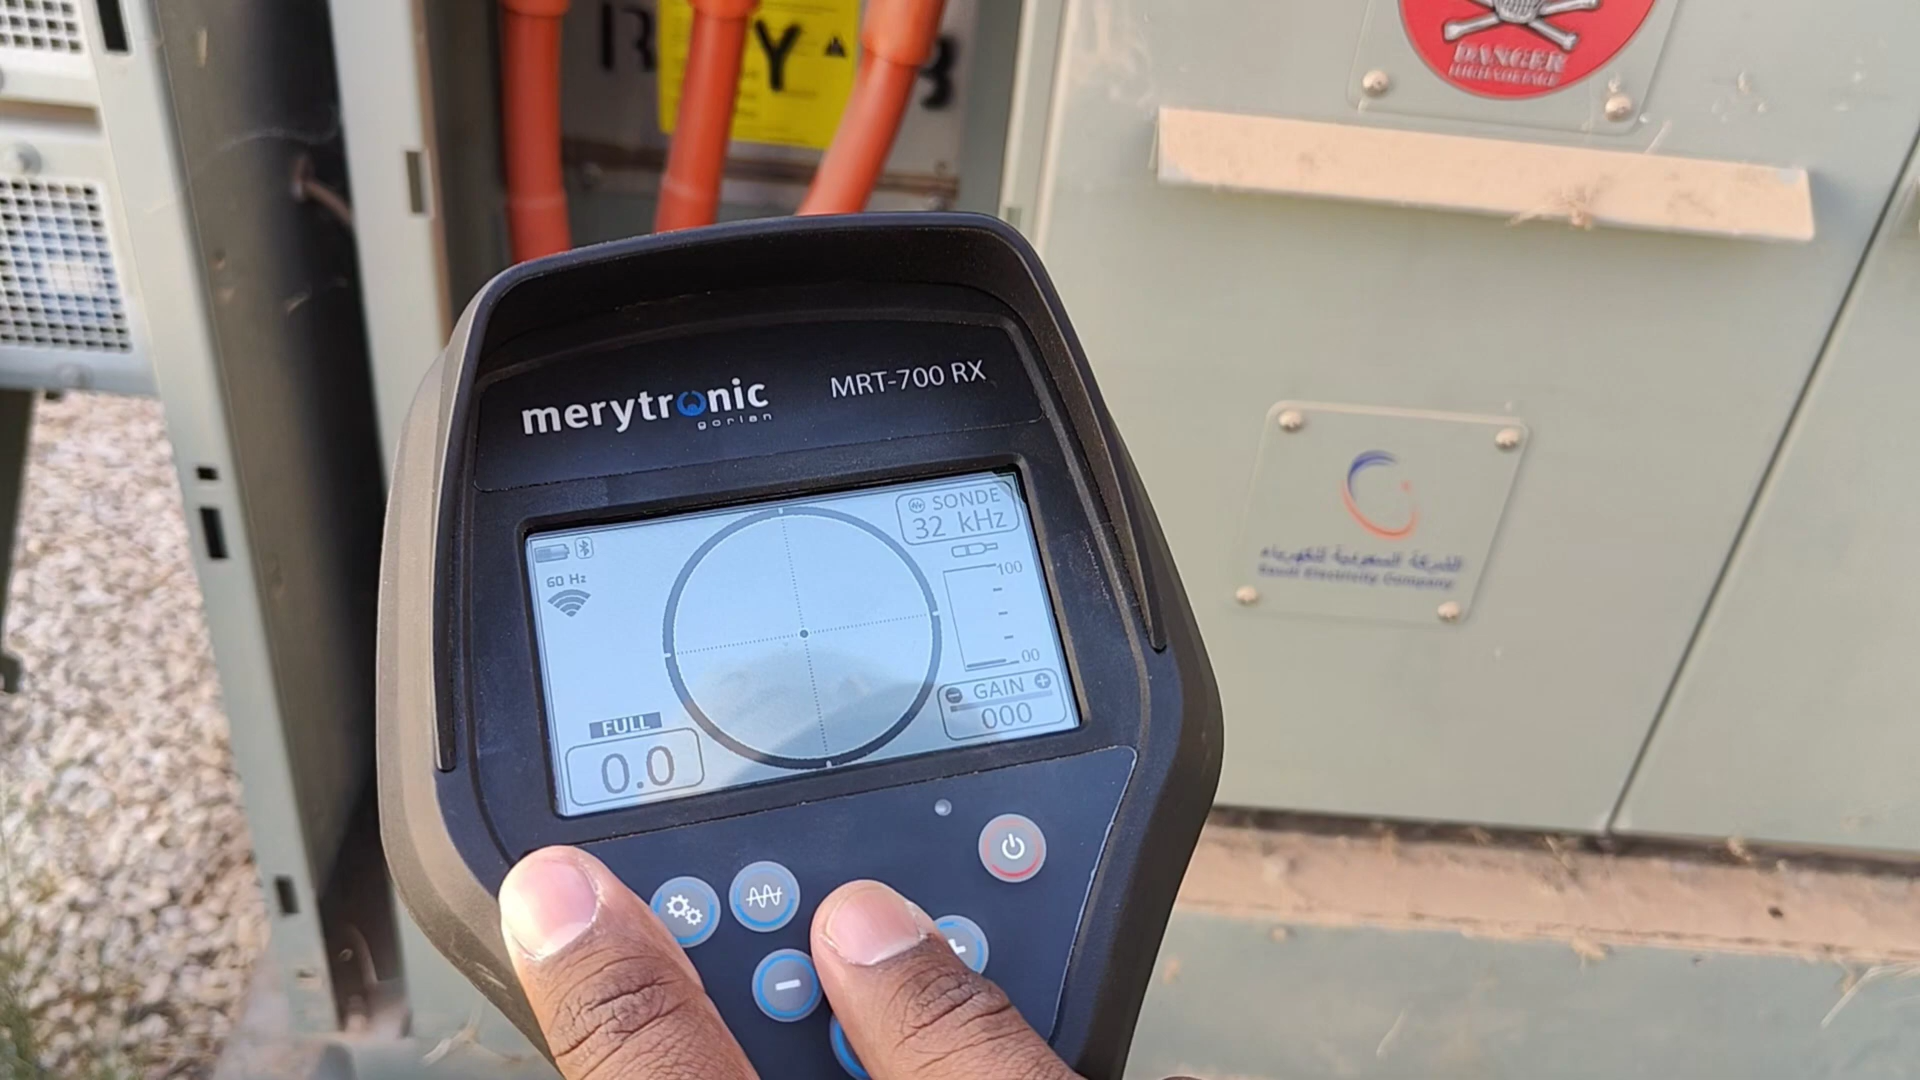 R
Y
B
DANGER
HIGH VOLTAGE
merytronic
gorlan
MRT-700 RX
SONDE
32 kHz
60 Hz
100
00
GAIN
000
FULL
0.0
الشركة السعودية للكهرباء
Saudi Electricity Company